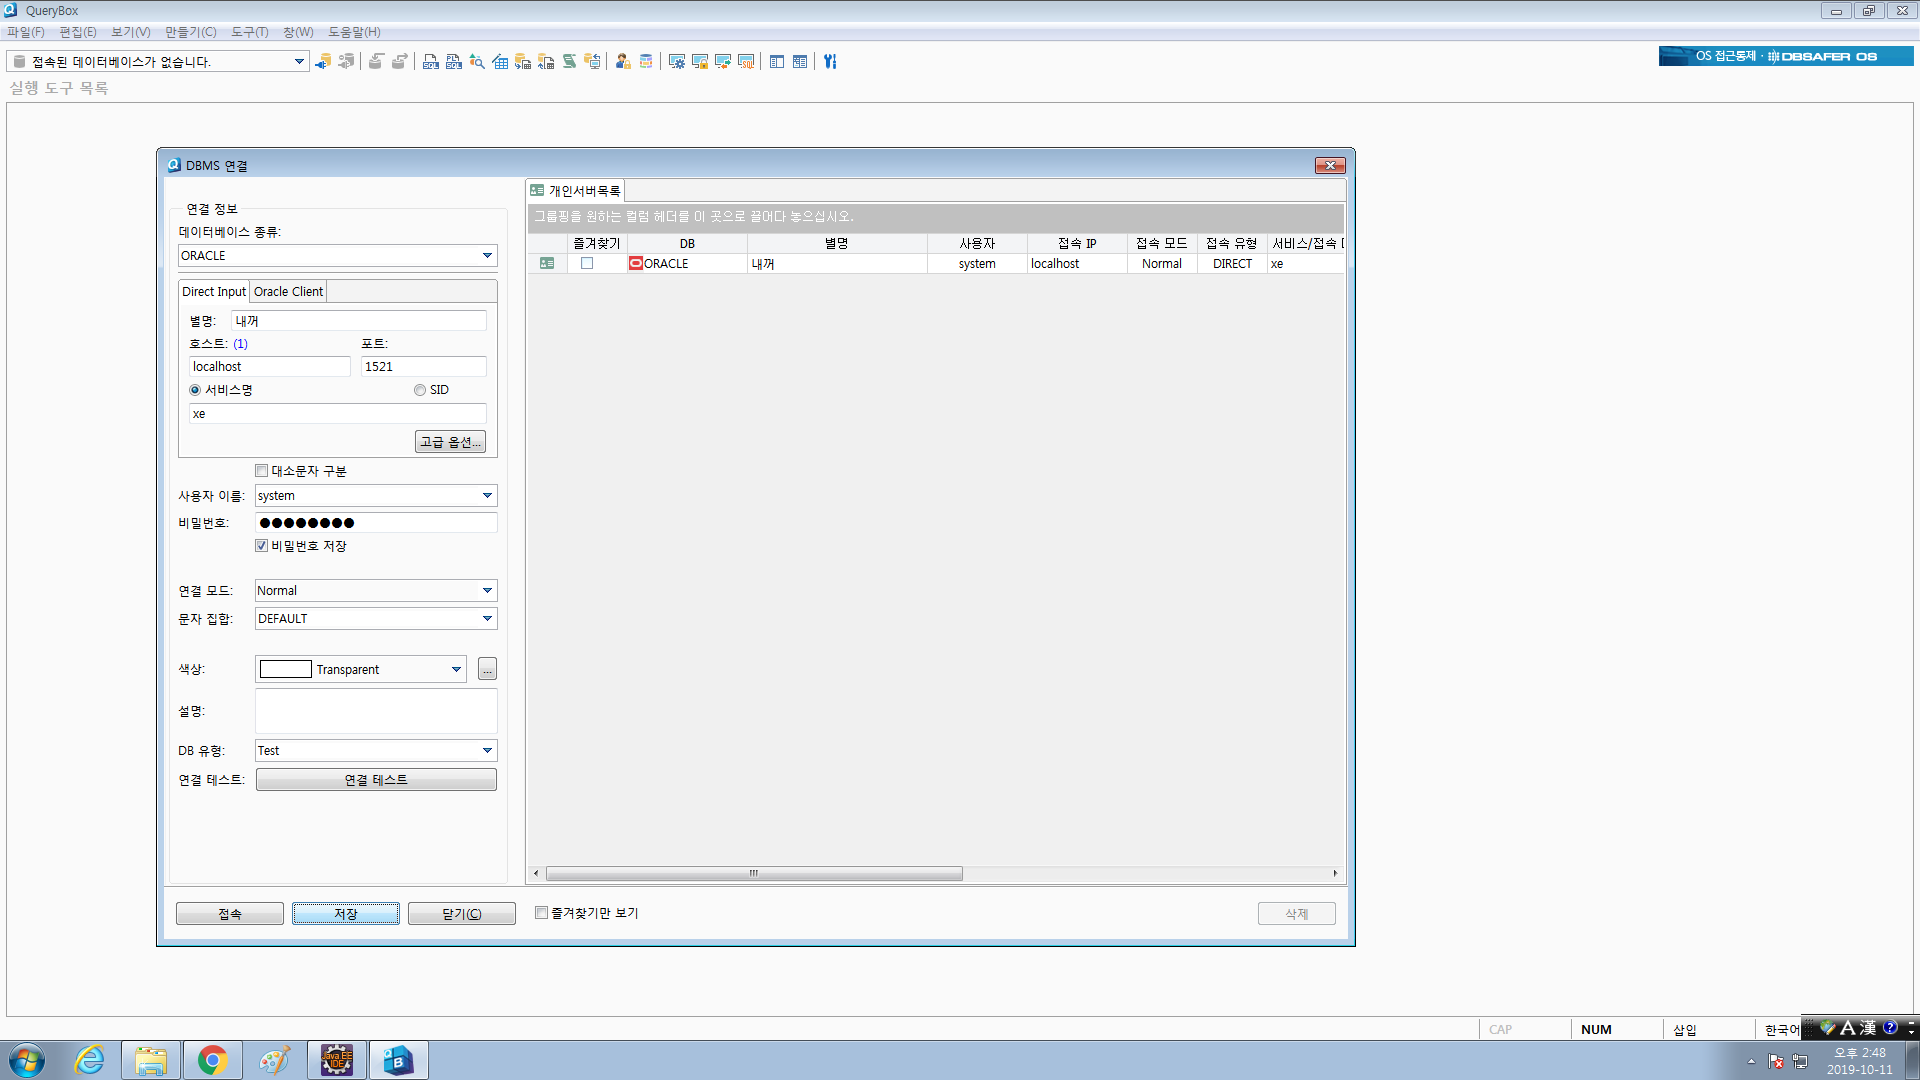 QueryBox
파일(F) 편집(E) 보기(V) 만들기(C) 도구(T) 창(W) 도움말(H)
접속된 데이터베이스가 없습니다.
OS 접근통제 · DBSAFER OS
실행 도구 목록
DBMS 연결
연결 정보
데이터베이스 종류:
ORACLE
Direct Input Oracle Client
별명: 내꺼
호스트: (1) 포트:
localhost 1521
서비스명 SID
xe
고급 옵션...
대소문자 구분
사용자 이름: system
비밀번호: ●●●●●●●●
비밀번호 저장
연결 모드: Normal
문자 집합: DEFAULT
색상: Transparent ...
설명:
DB 유형: Test
연결 테스트: 연결 테스트
개인서버목록
그룹핑을 원하는 컬럼 헤더를 이 곳으로 끌어다 놓으십시오.
즐겨찾기 DB 별명 사용자 접속 IP 접속 모드 접속 유형 서비스/접속
ORACLE 내꺼 system localhost Normal DIRECT xe
접속 저장 닫기(C) 즐겨찾기만 보기 삭제
CAP NUM 삽입 한국어 A 漢 ?
Java EE
IDE
B
오후 2:48
2019-10-11